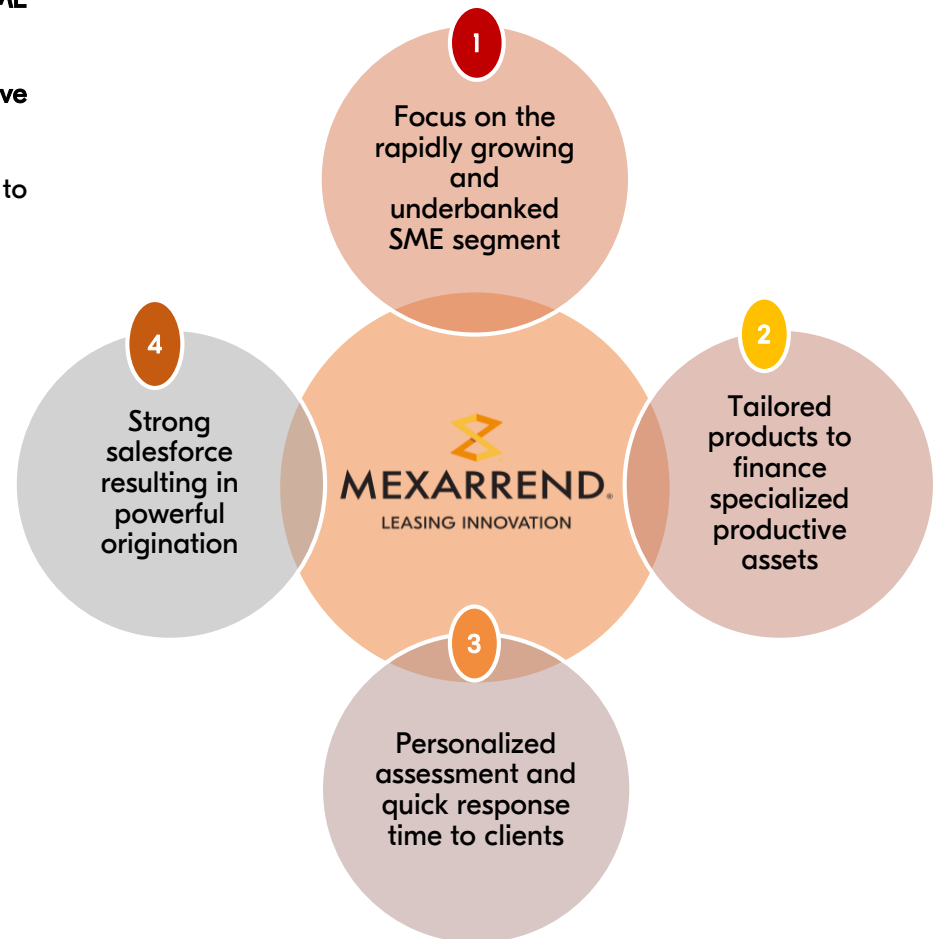 ve
to
1
Focus on the
rapidly growing
and
underbanked
SME segment
2
Tailored
products to
finance
specialized
productive
assets
4
Strong
salesforce
resulting in
powerful
origination
MEXARREND
LEASING INNOVATION
3
Personalized
assessment and
quick response
time to clients